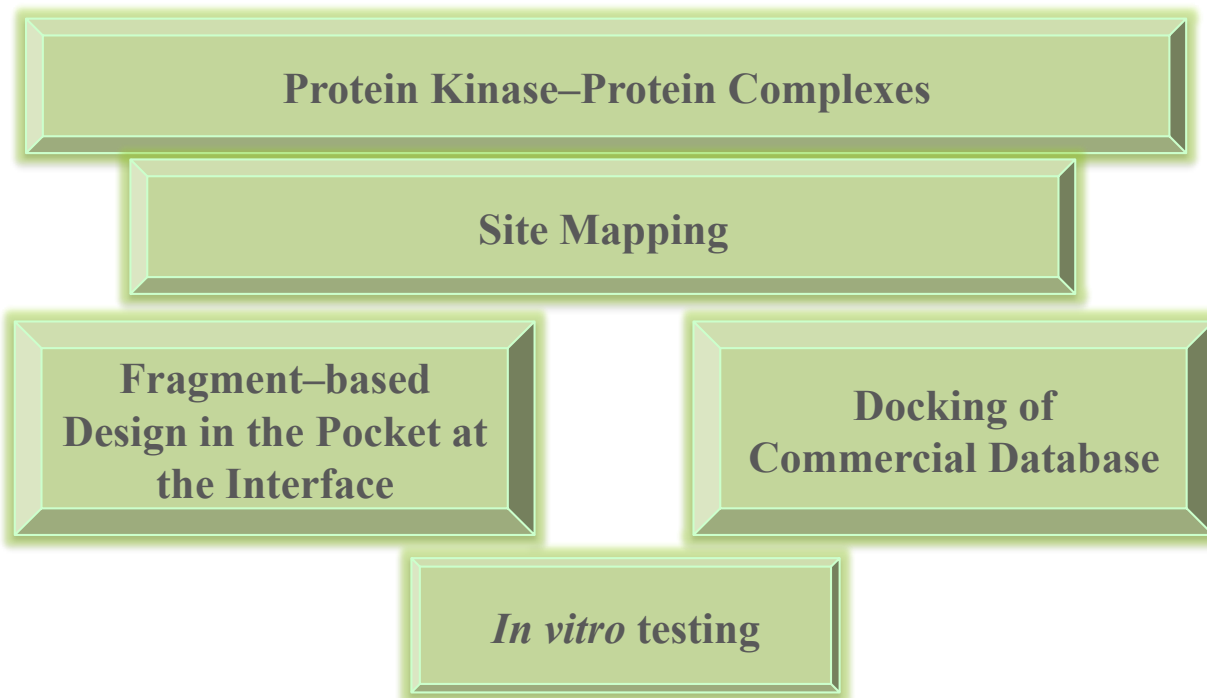 Protein Kinase–Protein Complexes
Site Mapping
Fragment–based
Design in the Pocket at
the Interface
Docking of
Commercial Database
In vitro testing